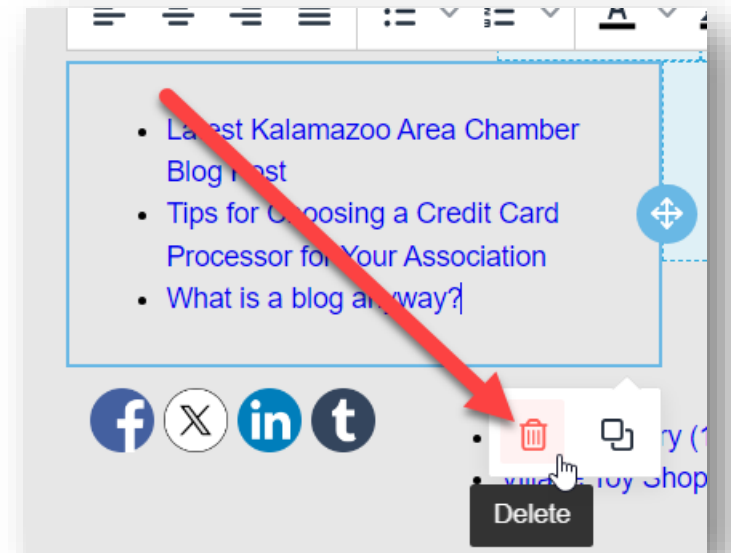 Latest Kalamazoo Area Chamber
Blog Post
Tips for Choosing a Credit Card
Processor for Your Association
What is a blog anyway?
Village Toy Shop
Delete